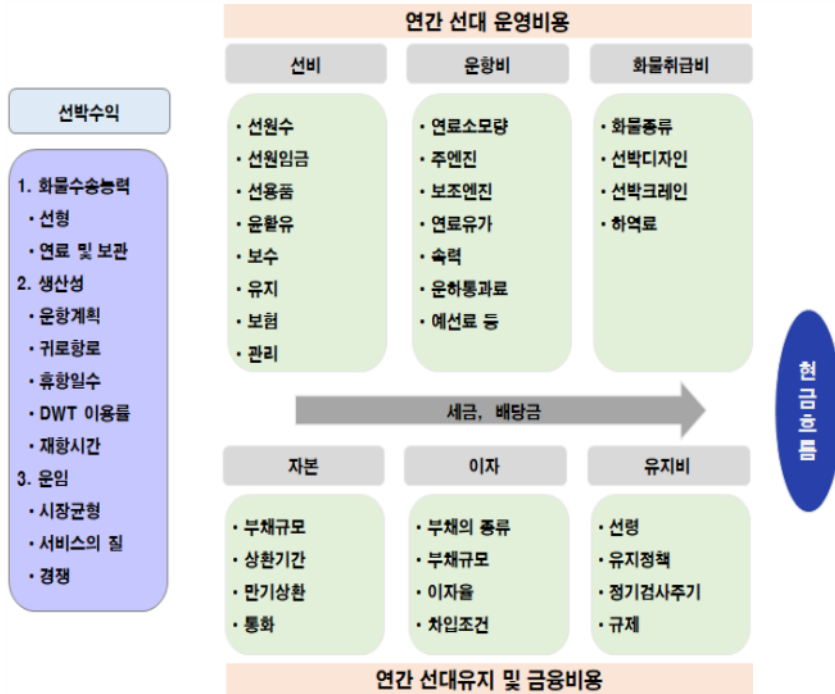 연간 선대 운영비용
선박수익
1. 화물수송능력
• 선형
• 연료 및 보관
2. 생산성
• 운항계획
• 귀로항로
• 휴항일수
• DWT 이용률
• 재항시간
3. 운임
• 시장균형
• 서비스의 질
• 경쟁
선비
• 선원수
• 선원임금
• 선용품
• 윤활유
• 보수
• 유지
• 보험
• 관리
운항비
• 연료소모량
• 주엔진
• 보조엔진
• 연료유가
• 속력
• 운하통과료
• 예선료 등
화물취급비
• 화물종류
• 선박디자인
• 선박크레인
• 하역료
세금, 배당금
자본
• 부채규모
• 상환기간
• 만기상환
• 통화
이자
• 부채의 종류
• 부채규모
• 이자율
• 차입조건
유지비
• 선령
• 유지정책
• 정기검사주기
• 규제
연간 선대유지 및 금융비용
현금흐름